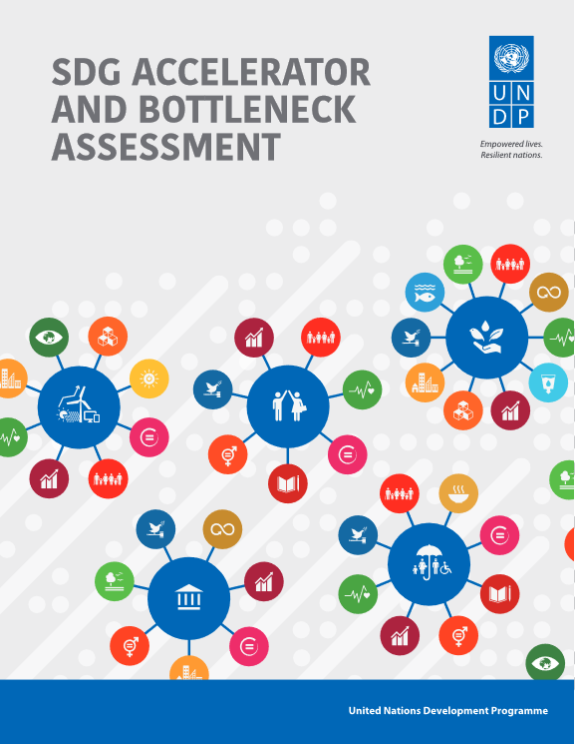 SDG ACCELERATOR
AND BOTTLENECK
ASSESSMENT
U N
D P
Empowered lives.
Resilient nations.
United Nations Development Programme